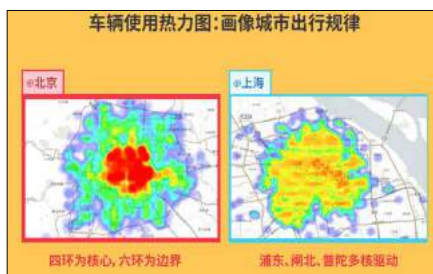 车辆使用热力图:画像城市出行规律
@北京
@上海
四环为核心,六环为边界
浦东、闸北、普陀多核驱动